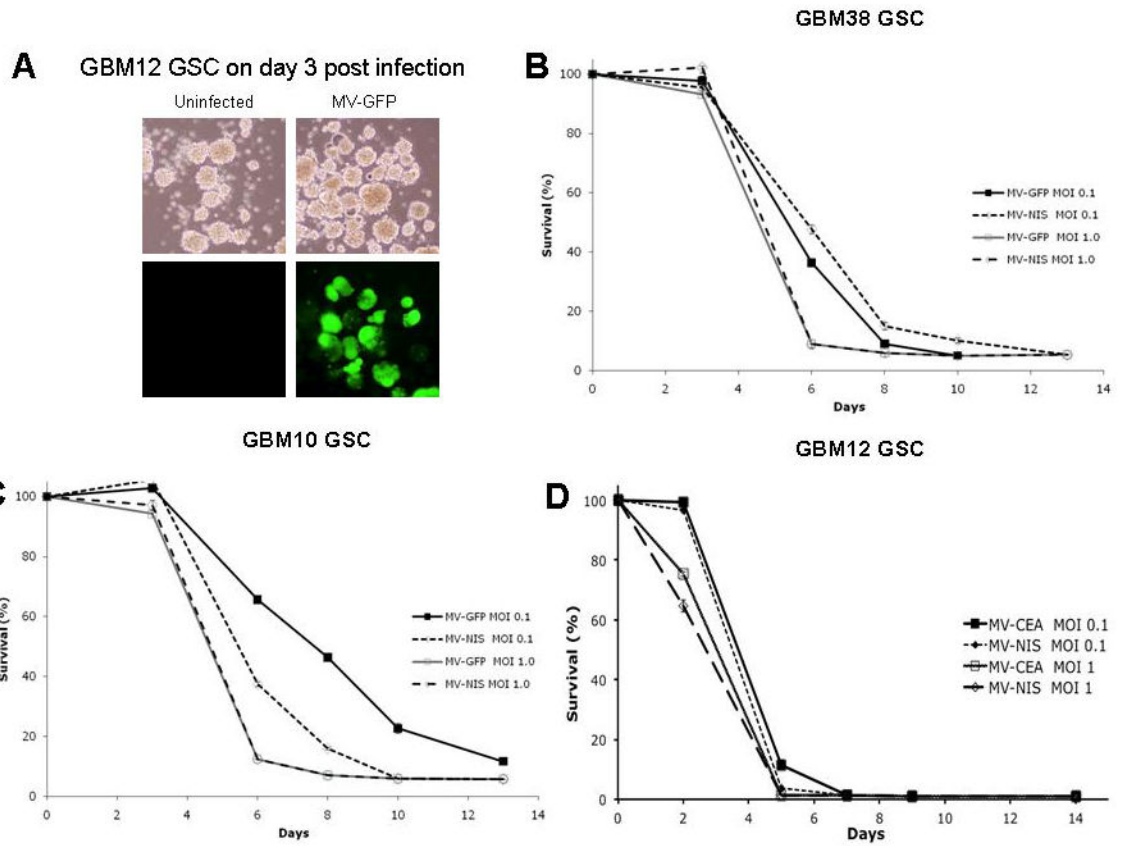 A
GBM12 GSC on day 3 post infection
Uninfected
MV-GFP
B
GBM38 GSC
Survival (%)
100
80
60
40
20
0
0 2 4 6 8 10 12 14
Days
MV-GFP MOI 0.1
MV-NIS MOI 0.1
MV-GFP MOI 1.0
MV-NIS MOI 1.0
C
GBM10 GSC
Survival (%)
100
80
60
40
20
0
0 2 4 6 8 10 12 14
Days
MV-GFP MOI 0.1
MV-NIS MOI 0.1
MV-GFP MOI 1.0
MV-NIS MOI 1.0
D
GBM12 GSC
Survival (%)
100
80
60
40
20
0
0 2 4 6 8 10 12 14
Days
MV-CEA MOI 0.1
MV-NIS MOI 0.1
MV-CEA MOI 1
MV-NIS MOI 1